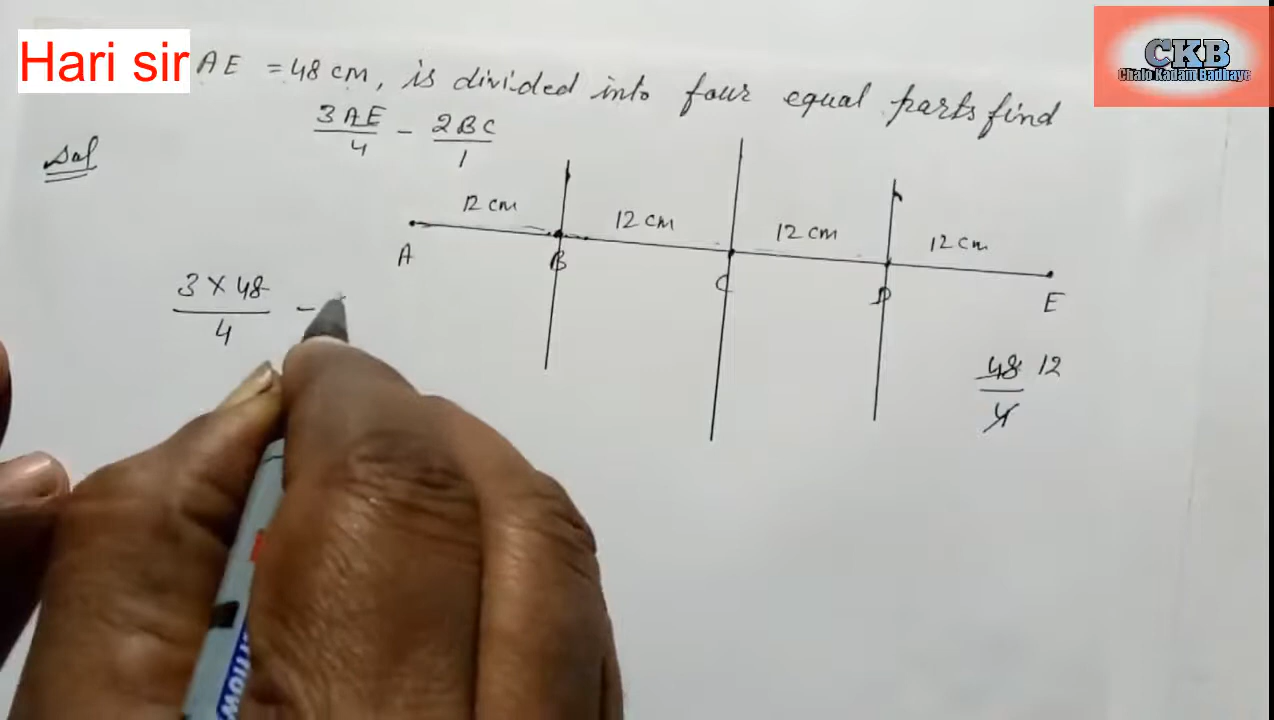 Hari sir
CKB
Chalo Kadam Badhaye
AE = 48 cm, is divided into four equal parts find
3AE/4 - 2BC/1
Sol
12 cm 12 cm 12 cm 12 cm
A B C D E
3 × 48/4 -
48/4 12